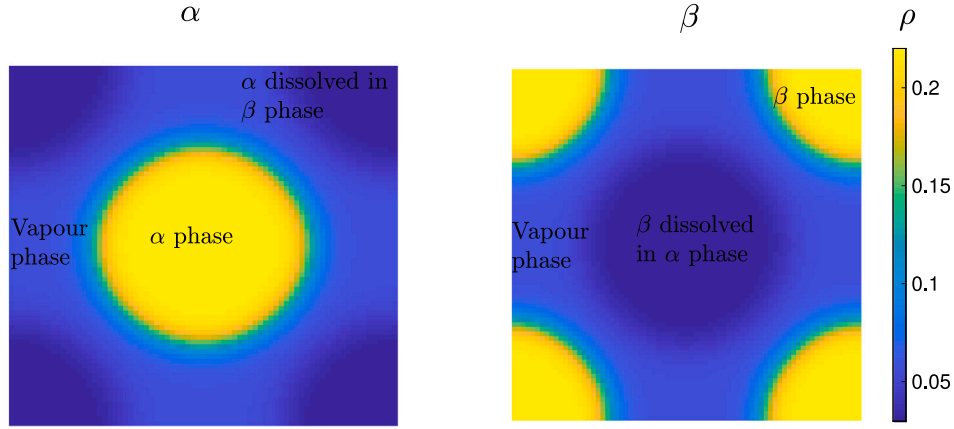 α
β
ρ
α dissolved in
β phase
Vapour
phase
α phase
β phase
Vapour
phase
β dissolved
in α phase
0.2
0.15
0.1
0.05